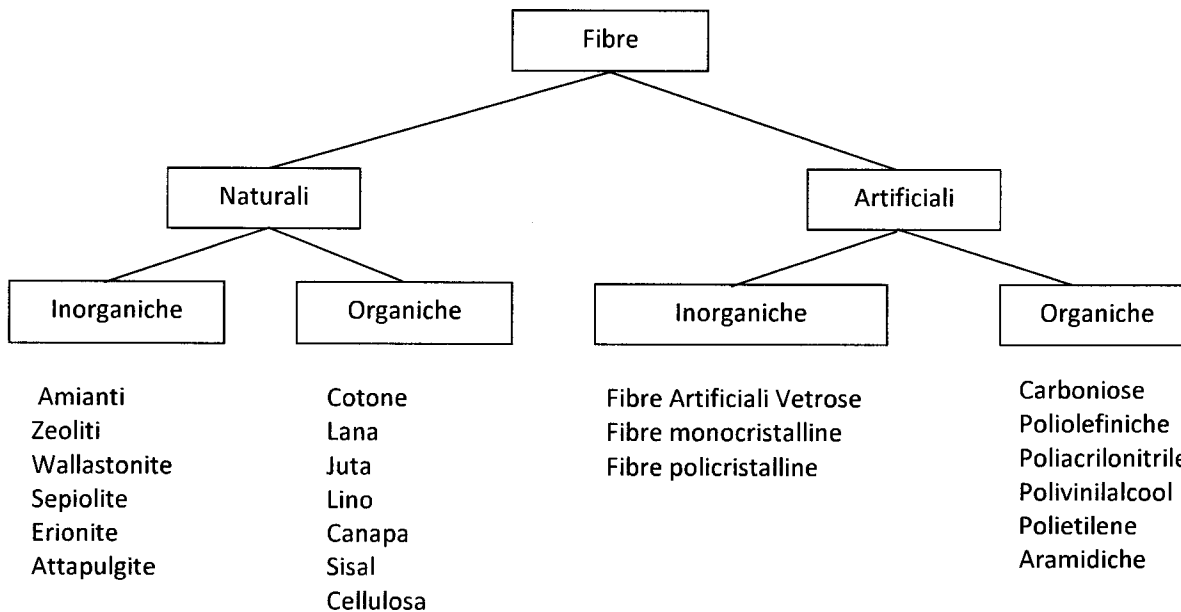 Fibre
Naturali
Artificiali
Inorganiche
Organiche
Inorganiche
Organiche
Amianti
Zeoliti
Wallastonite
Sepiolite
Erionite
Attapulgite
Cotone
Lana
Juta
Lino
Canapa
Sisal
Cellulosa
Fibre Artificiali Vetrose
Fibre monocristalline
Fibre policristalline
Carboniose
Poliolefiniche
Poliacrilonitrile
Polivinilalcool
Polietilene
Aramidiche